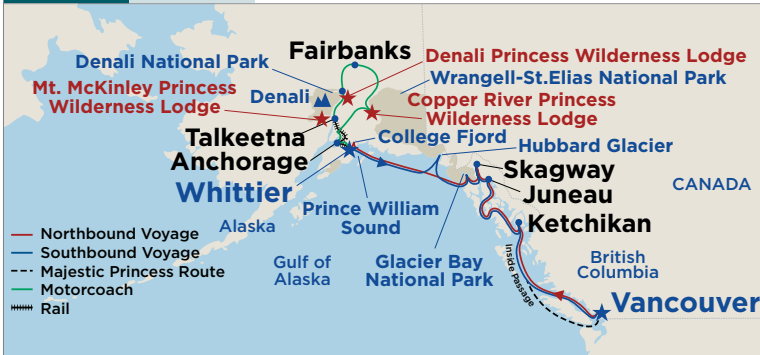 Fairbanks
Denali National Park
Denali Princess Wilderness Lodge
Wrangell-St.Elias National Park
Mt. McKinley Princess
Wilderness Lodge
Denali
Copper River Princess
Wilderness Lodge
Talkeetna
Anchorage
College Fjord
Hubbard Glacier
Whittier
Skagway
Juneau
CANADA
Prince William
Sound
Ketchikan
Alaska
Gulf of
Alaska
Glacier Bay
National Park
Inside Passage
British
Columbia
Vancouver
Northbound Voyage
Southbound Voyage
Majestic Princess Route
Motorcoach
Rail